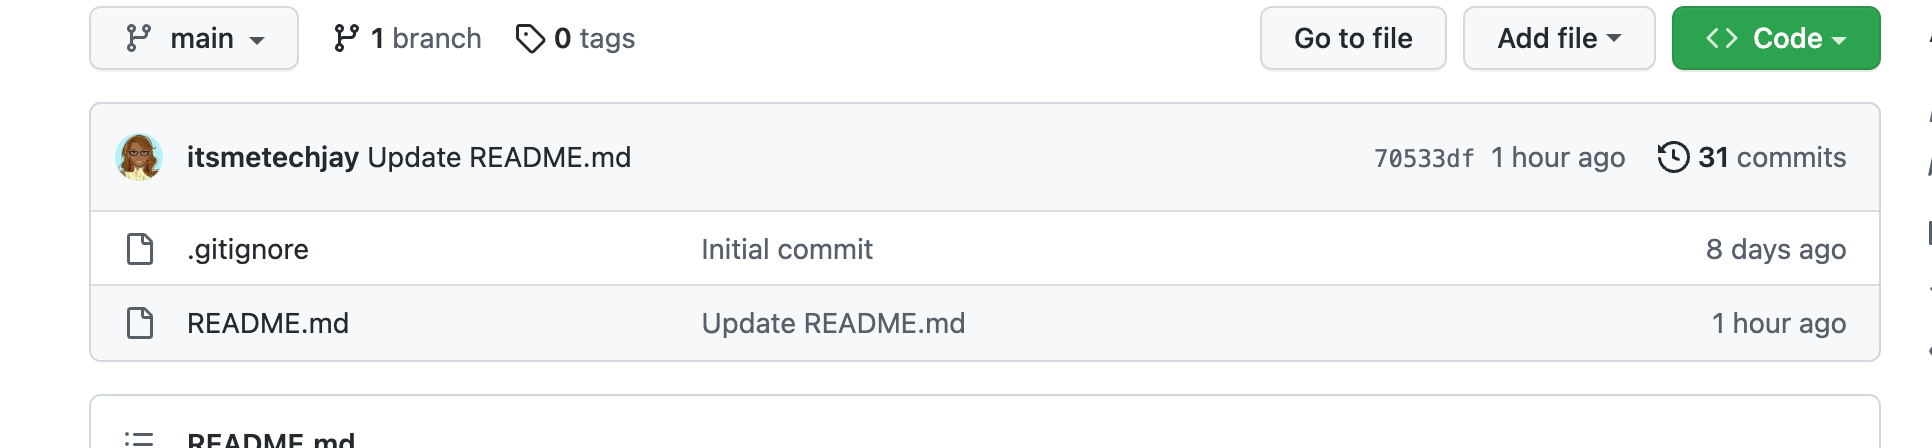 main 1 branch 0 tags Go to file Add file Code
itsmetechjay Update README.md 70533df 1 hour ago 31 commits
.gitignore Initial commit 8 days ago
README.md Update README.md 1 hour ago
README.md